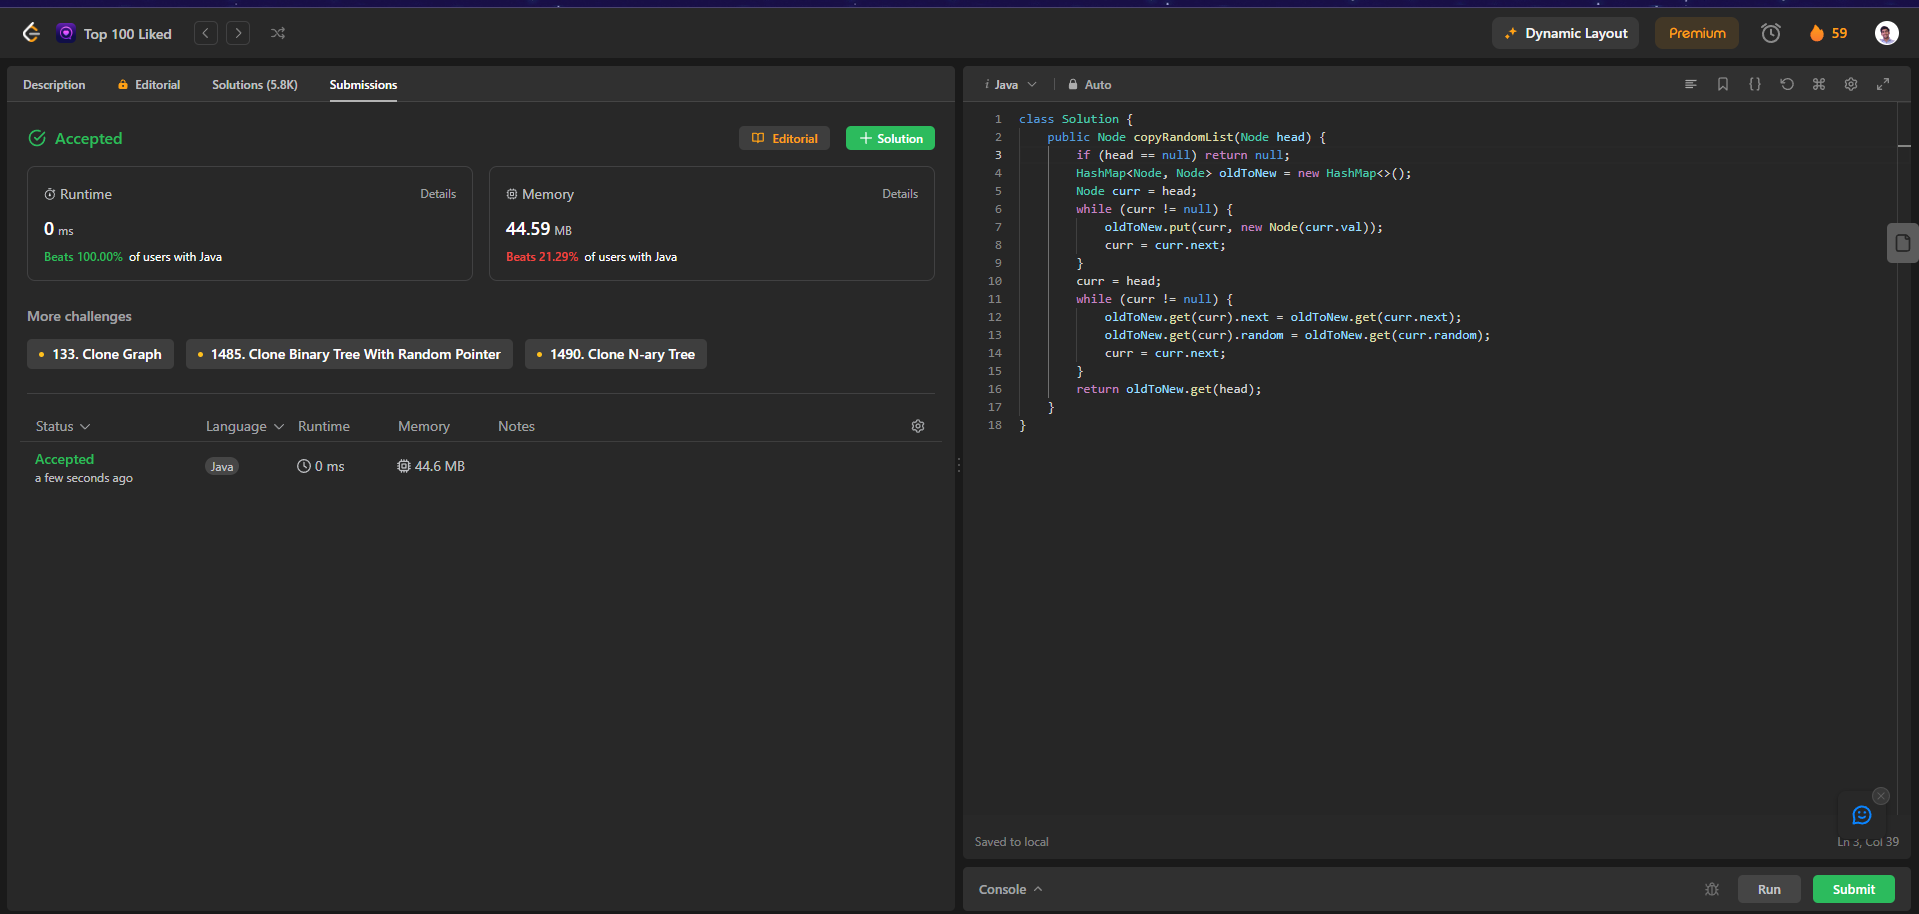 Top 100 Liked
Dynamic Layout
Premium
59
Description
Editorial
Solutions (5.8K)
Submissions
Accepted
Editorial
Solution
Runtime
Details
0 ms
Beats 100.00% of users with Java
Memory
Details
44.59 MB
Beats 21.29% of users with Java
More challenges
133. Clone Graph
1485. Clone Binary Tree With Random Pointer
1490. Clone N-ary Tree
Status Language Runtime Memory Notes
Accepted
a few seconds ago
Java
0 ms
44.6 MB
i Java
Auto
1 class Solution {
2 public Node copyRandomList(Node head) {
3 if (head == null) return null;
4 HashMap<Node, Node> oldToNew = new HashMap<>();
5 Node curr = head;
6 while (curr != null) {
7 oldToNew.put(curr, new Node(curr.val));
8 curr = curr.next;
9 }
10 curr = head;
11 while (curr != null) {
12 oldToNew.get(curr).next = oldToNew.get(curr.next);
13 oldToNew.get(curr).random = oldToNew.get(curr.random);
14 curr = curr.next;
15 }
16 return oldToNew.get(head);
17 }
18 }
Saved to local
Ln 3, Col 39
Console
Run
Submit